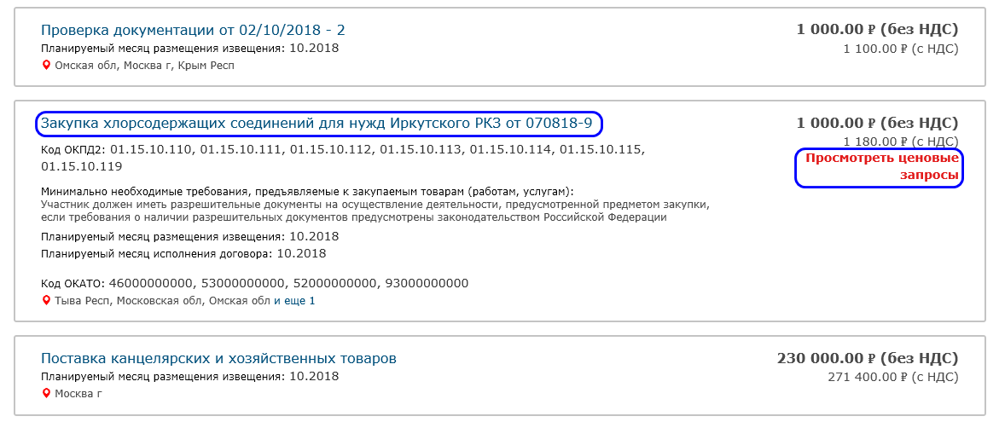 Проверка документации от 02/10/2018 - 2
1 000.00 ₽ (без НДС)
Планируемый месяц размещения извещения: 10.2018
1 100.00 ₽ (с НДС)
Омская обл, Москва г, Крым Респ
Закупка хлорсодержащих соединений для нужд Иркутского РКЗ от 070818-9
1 000.00 ₽ (без НДС)
1 180.00 ₽ (с НДС)
Просмотреть ценовые
запросы
Код ОКПД2: 01.15.10.110, 01.15.10.111, 01.15.10.112, 01.15.10.113, 01.15.10.114, 01.15.10.115,
01.15.10.119
Минимально необходимые требования, предъявляемые к закупаемым товарам (работам, услугам):
Участник должен иметь разрешительные документы на осуществление деятельности, предусмотренной предметом закупки,
если требования о наличии разрешительных документов предусмотрены законодательством Российской Федерации
Планируемый месяц размещения извещения: 10.2018
Планируемый месяц исполнения договора: 10.2018
Код ОКАТО: 46000000000, 53000000000, 52000000000, 93000000000
Тыва Респ, Московская обл, Омская обл и еще 1
Поставка канцелярских и хозяйственных товаров
230 000.00 ₽ (без НДС)
Планируемый месяц размещения извещения: 10.2018
271 400.00 ₽ (с НДС)
Москва г